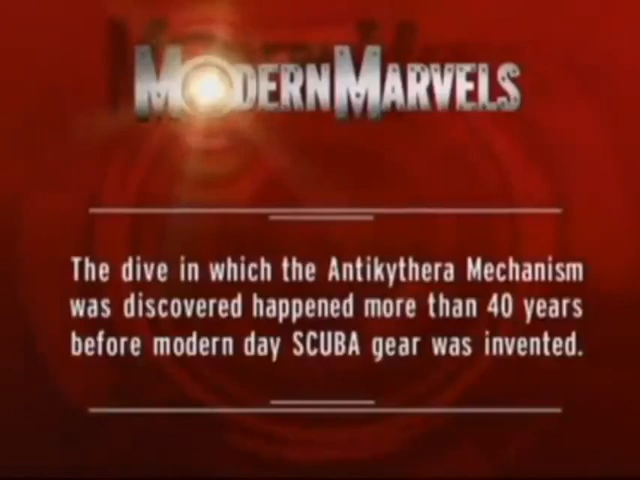 MODERN MARVELS
The dive in which the Antikythera Mechanism
was discovered happened more than 40 years
before modern day SCUBA gear was invented.